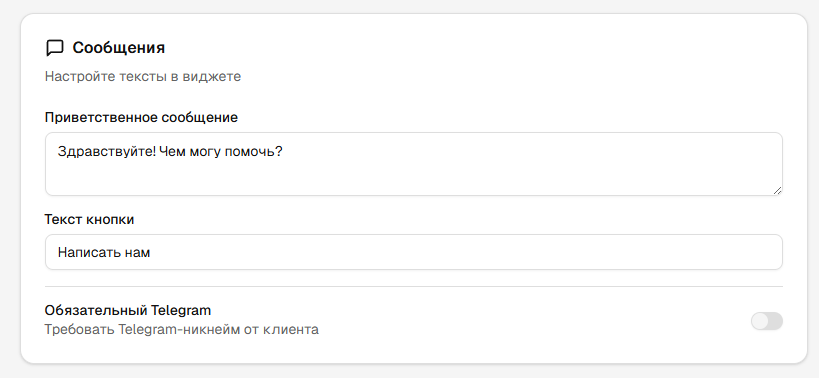 Сообщения
Настройте тексты в виджете
Приветственное сообщение
Здравствуйте! Чем могу помочь?
Текст кнопки
Написать нам
Обязательный Telegram
Требовать Telegram-никнейм от клиента